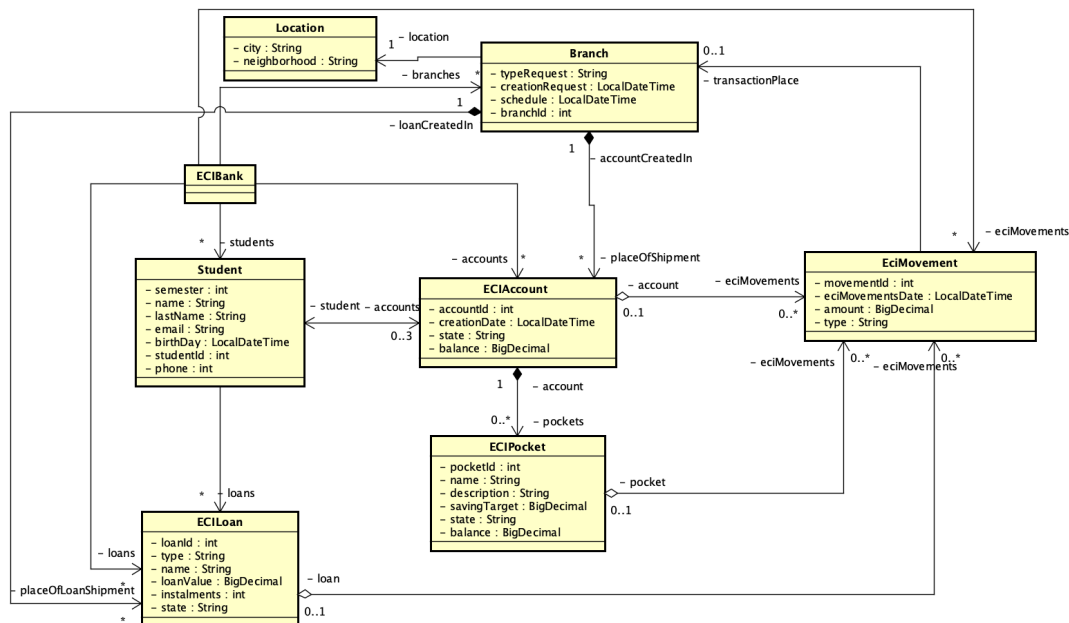 Location
– city : String
– neighborhood : String
1
– location
Branch
– typeRequest : String
– creationRequest : LocalDateTime
– schedule : LocalDateTime
– branchId : int
0..1
– transactionPlace
– branches
*
1
– loanCreatedIn
1
– accountCreatedIn
ECIBank
*
– students
– accounts
*
*
– placeOfShipment
*
– eciMovements
Student
– semester : int
– name : String
– lastName : String
– email : String
– birthDay : LocalDateTime
– studentId : int
– phone : int
– student
– accounts
0..3
ECIAccount
– accountId : int
– creationDate : LocalDateTime
– state : String
– balance : BigDecimal
– account
0..1
– eciMovements
0..*
EciMovement
– movementId : int
– eciMovementsDate : LocalDateTime
– amount : BigDecimal
– type : String
– eciMovements
0..*
0..*
– eciMovements
1
– account
0..*
– pockets
ECIPocket
– pocketId : int
– name : String
– description : String
– savingTarget : BigDecimal
– state : String
– balance : BigDecimal
– pocket
0..1
*
– loans
ECILoan
– loanId : int
– type : String
– name : String
– loanValue : BigDecimal
– instalments : int
– state : String
– loans
*
– placeOfLoanShipment
*
– loan
0..1